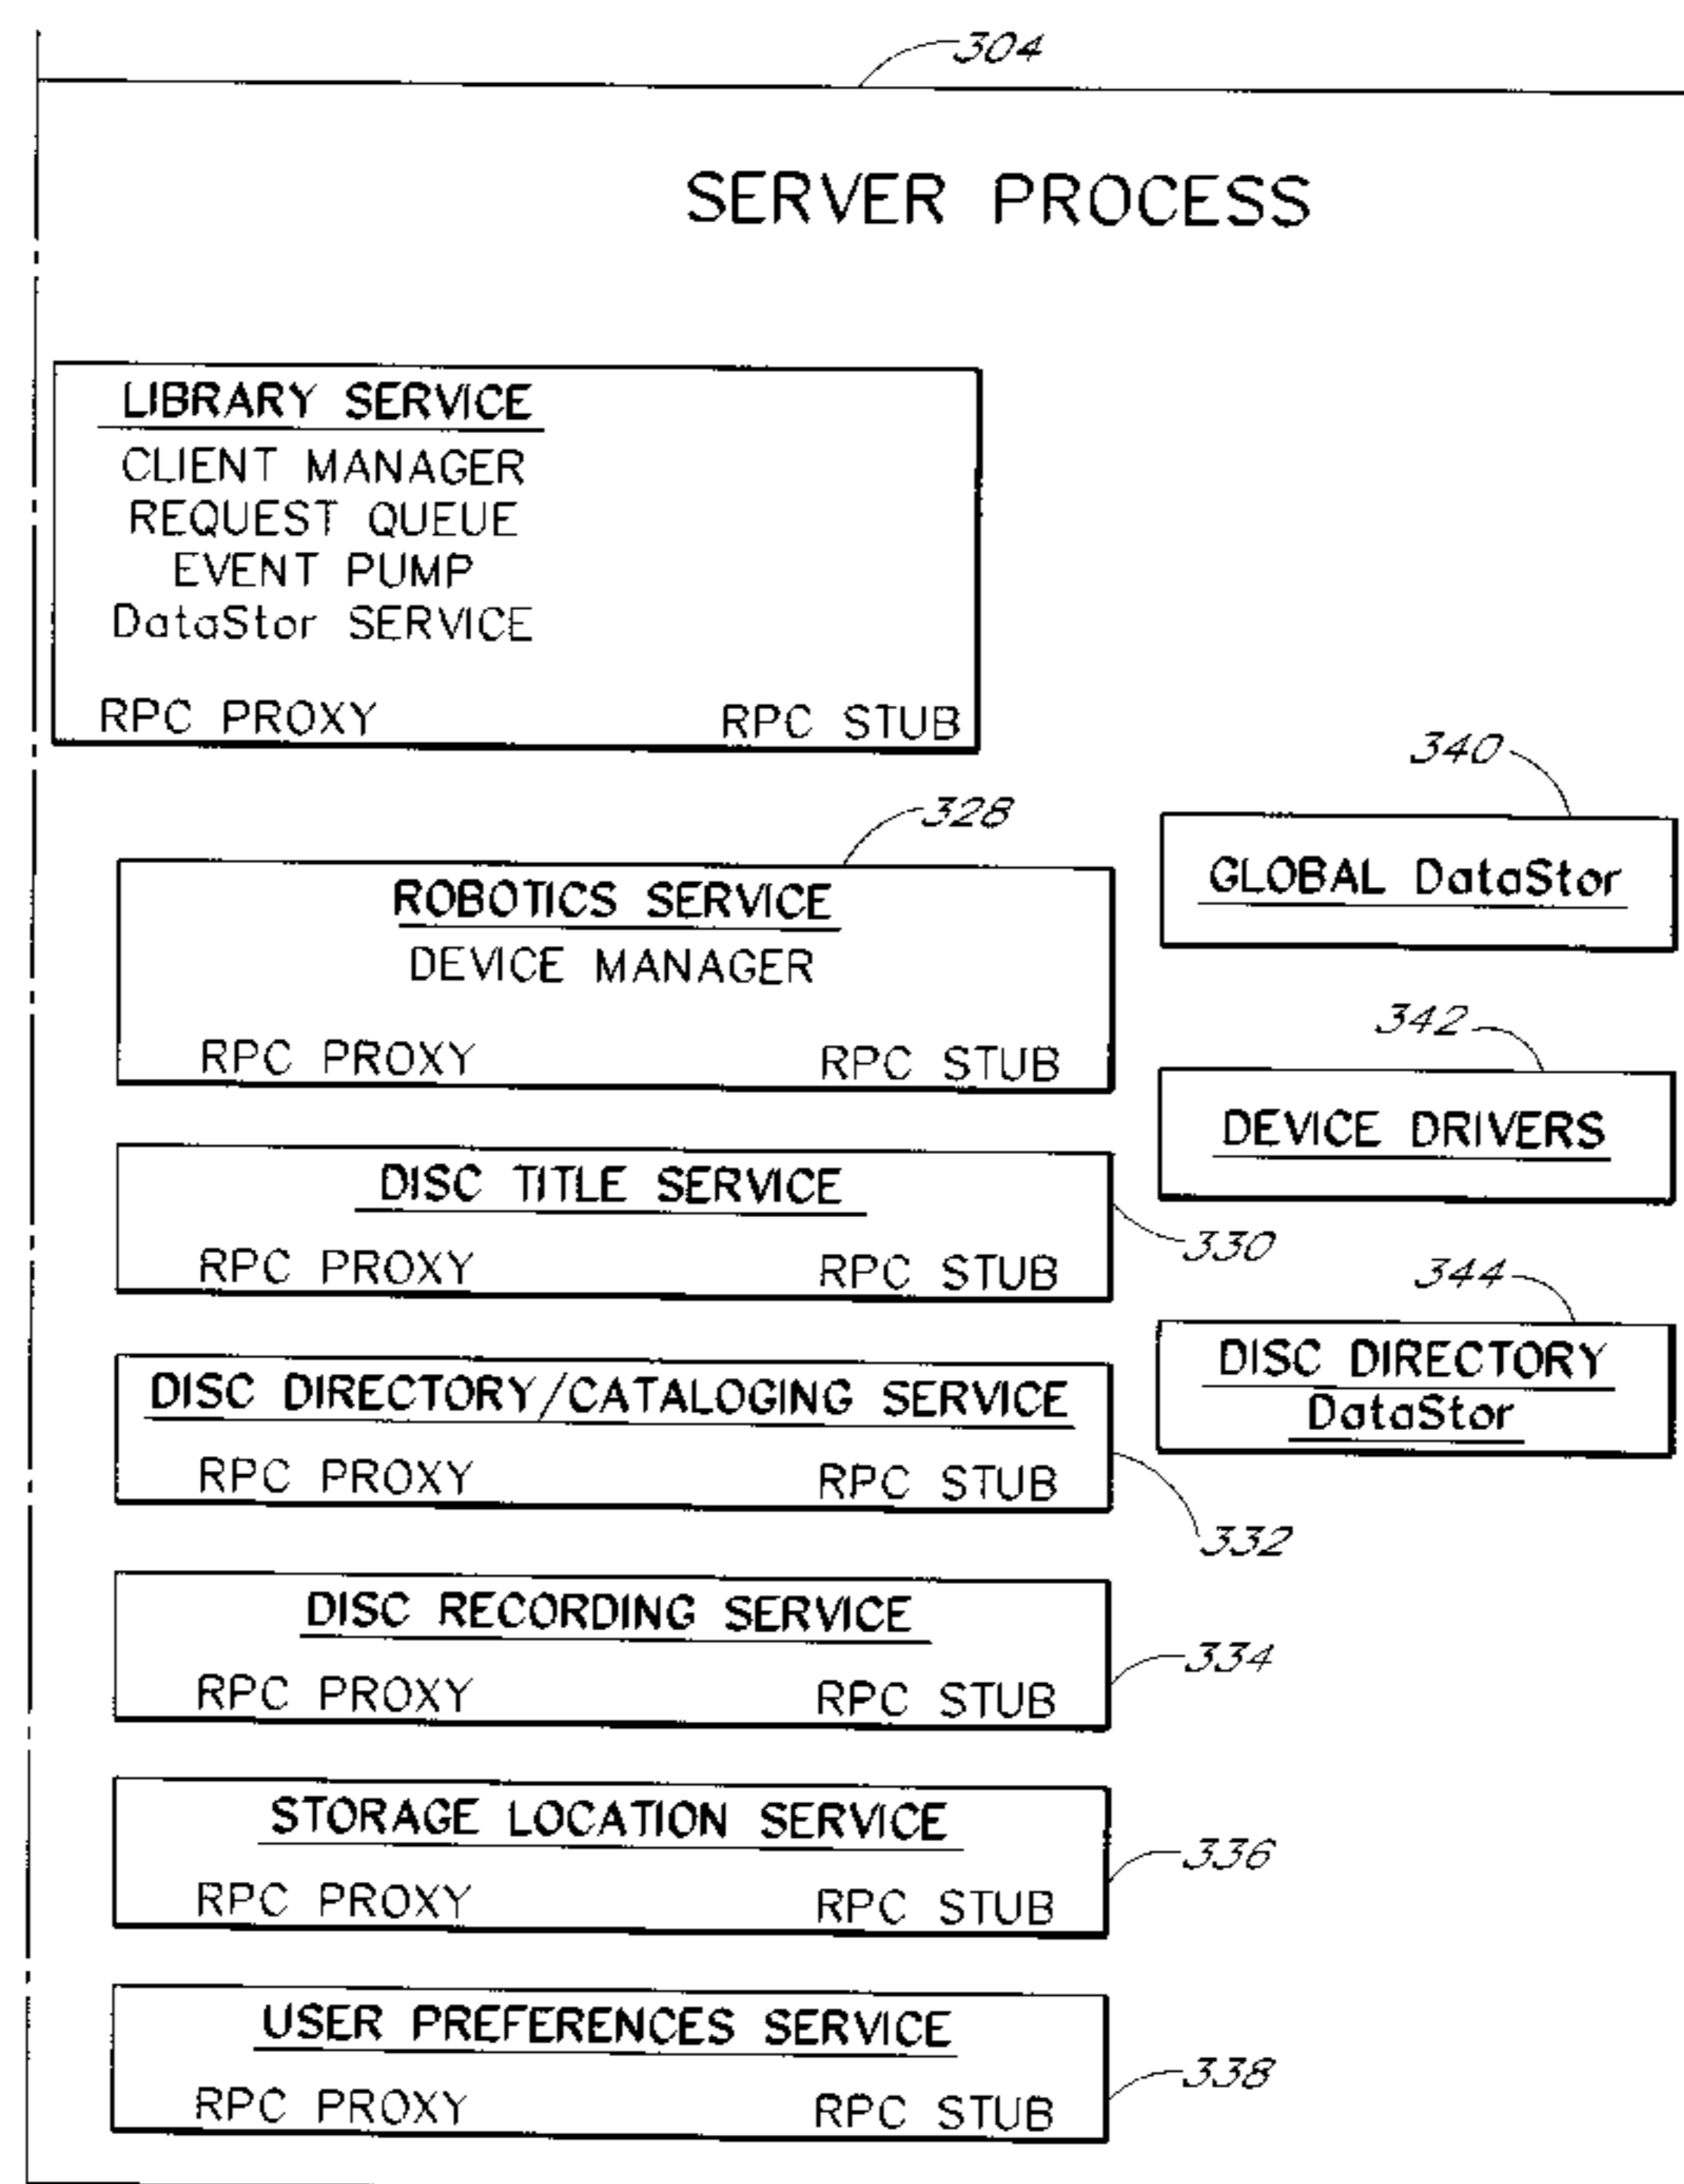 304
SERVER PROCESS
LIBRARY SERVICE
CLIENT MANAGER
REQUEST QUEUE
EVENT PUMP
DataStor SERVICE
RPC PROXY RPC STUB
328
ROBOTICS SERVICE
DEVICE MANAGER
RPC PROXY RPC STUB
DISC TITLE SERVICE
RPC PROXY RPC STUB
330
DISC DIRECTORY/CATALOGING SERVICE
RPC PROXY RPC STUB
332
DISC RECORDING SERVICE
RPC PROXY RPC STUB
334
STORAGE LOCATION SERVICE
RPC PROXY RPC STUB
336
USER PREFERENCES SERVICE
RPC PROXY RPC STUB
338
340
GLOBAL DataStor
342
DEVICE DRIVERS
344
DISC DIRECTORY
DataStor